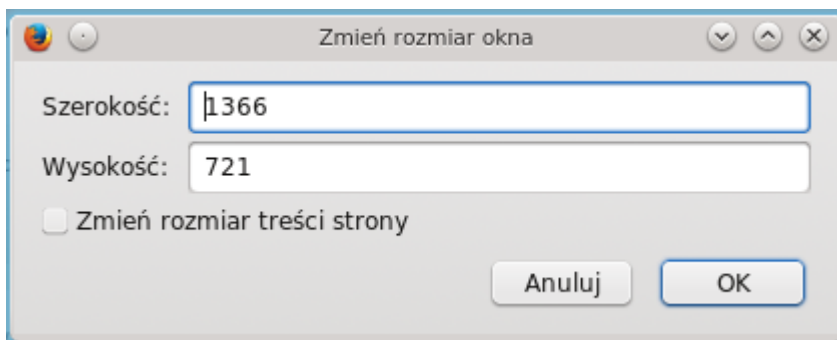 Zmień rozmiar okna
Szerokość: 1366
Wysokość: 721
Zmień rozmiar treści strony
Anuluj OK